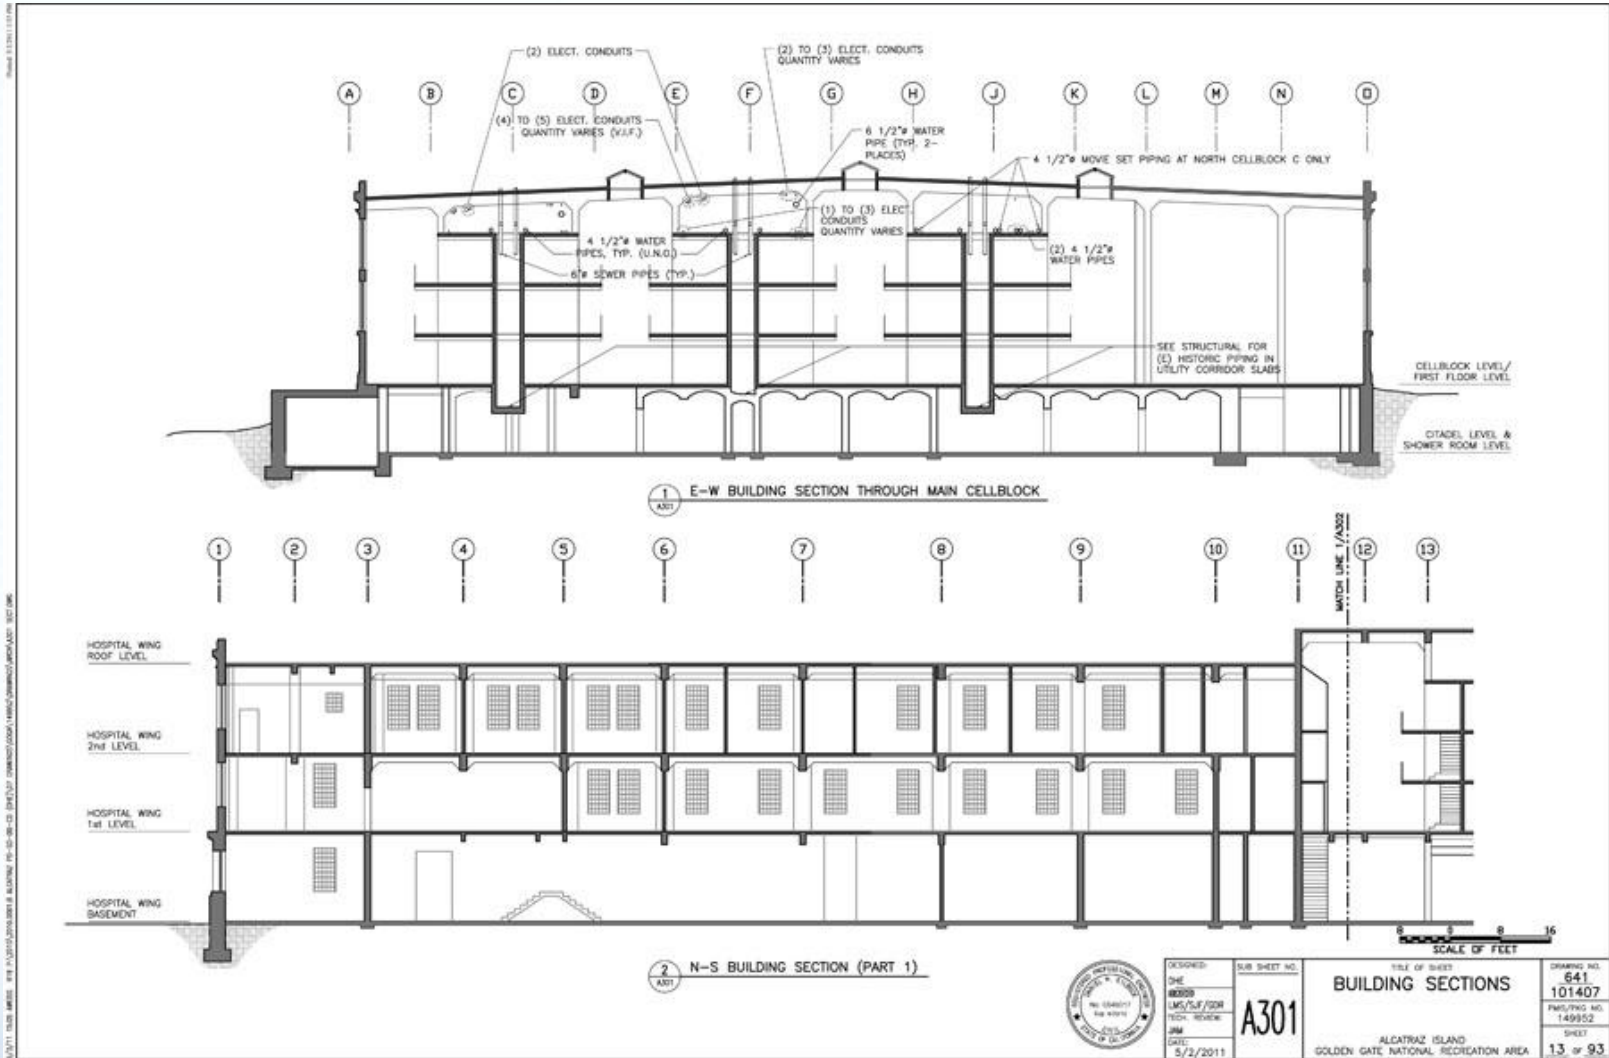 (2) ELECT. CONDUITS
(2) TO (3) ELECT. CONDUITS
QUANTITY VARIES
A
B
C
D
E
F
G
H
J
K
L
M
N
O
(4) TO (5) ELECT. CONDUITS
QUANTITY VARIES (V.I.F.)
6 1/2"ø WATER
PIPE (TYP. 2-
PLACES)
4 1/2"ø MOVIE SET PIPING AT NORTH CELLBLOCK C ONLY
(1) TO (3) ELECT.
CONDUITS
QUANTITY VARIES
4 1/2"ø WATER
PIPES, TYP. (U.N.O.)
6"ø SEWER PIPES (TYP.)
(2) 4 1/2"ø
WATER PIPES
SEE STRUCTURAL FOR
(E) HISTORIC PIPING IN
UTILITY CORRIDOR SLABS
CELLBLOCK LEVEL/
FIRST FLOOR LEVEL
CITADEL LEVEL &
SHOWER ROOM LEVEL
1
A301
E-W BUILDING SECTION THROUGH MAIN CELLBLOCK
MATCH LINE 1/A302
1
2
3
4
5
6
7
8
9
10
11
12
13
HOSPITAL WING
ROOF LEVEL
HOSPITAL WING
2nd LEVEL
HOSPITAL WING
1st LEVEL
HOSPITAL WING
BASEMENT
8 0 8 16
SCALE OF FEET
2
A301
N-S BUILDING SECTION (PART 1)
DESIGNED:
DHE
LMS/SJF/GDR
TECH. REVIEW:
JRM
DATE:
5/2/2011
SUB SHEET NO.
A301
TITLE OF SHEET
BUILDING SECTIONS
ALCATRAZ ISLAND
GOLDEN GATE NATIONAL RECREATION AREA
DRAWING NO.
641
101407
PMIS/PKG NO.
149952
SHEET
13 OF 93